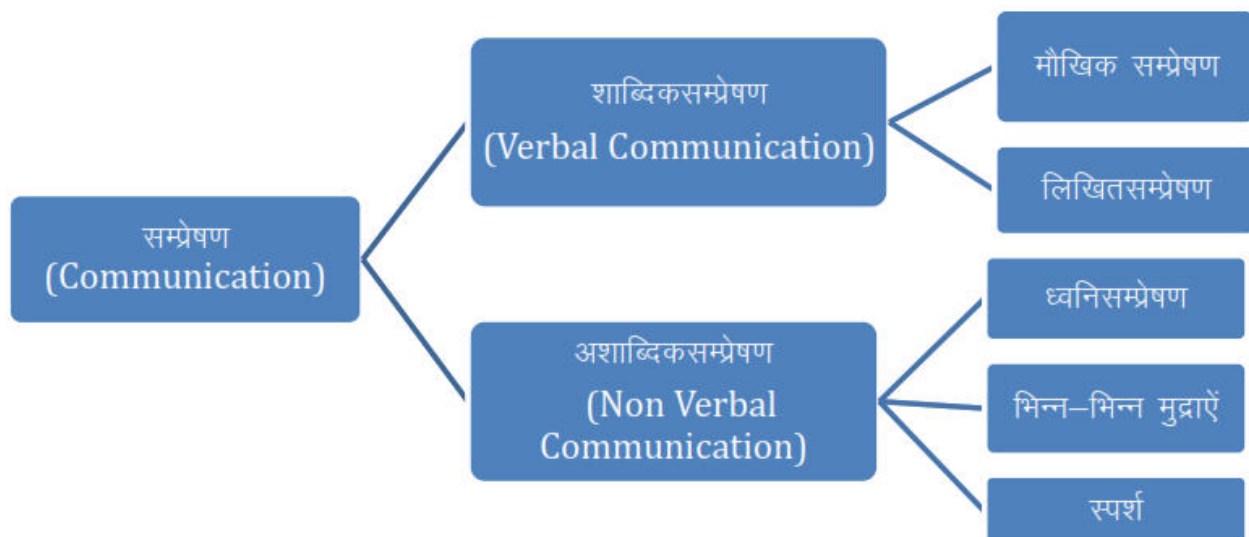 सम्प्रेषण
(Communication)
शाब्दिकसम्प्रेषण
(Verbal Communication)
मौखिक सम्प्रेषण
लिखितसम्प्रेषण
अशाब्दिकसम्प्रेषण
(Non Verbal
Communication)
ध्वनिसम्प्रेषण
भिन्न–भिन्न मुद्राऐं
स्पर्श